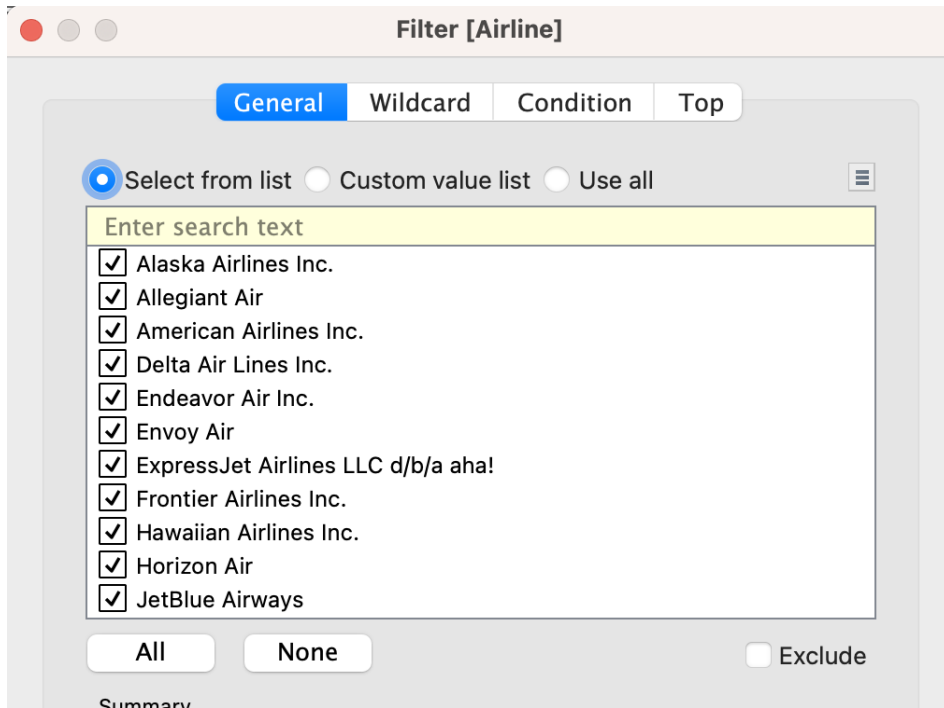 Filter [Airline]
General Wildcard Condition Top
Select from list Custom value list Use all
Enter search text
Alaska Airlines Inc.
Allegiant Air
American Airlines Inc.
Delta Air Lines Inc.
Endeavor Air Inc.
Envoy Air
ExpressJet Airlines LLC d/b/a aha!
Frontier Airlines Inc.
Hawaiian Airlines Inc.
Horizon Air
JetBlue Airways
All None Exclude
Summary